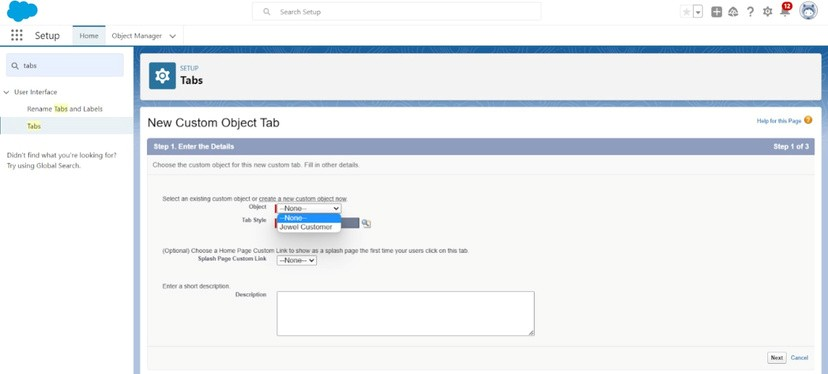 Search Setup
12
Setup
Home
Object Manager
tabs
User Interface
Rename Tabs and Labels
Tabs
Didn't find what you're looking for?
Try using Global Search.
SETUP
Tabs
New Custom Object Tab
Help for this Page
Step 1. Enter the Details
Step 1 of 3
Choose the custom object for this new custom tab. Fill in other details.
Select an existing custom object or create a new custom object now.
Object
--None--
--None--
Jewel Customer
Tab Style
(Optional) Choose a Home Page Custom Link to show as a splash page the first time your users click on this tab.
Splash Page Custom Link
--None--
Enter a short description.
Description
Next
Cancel